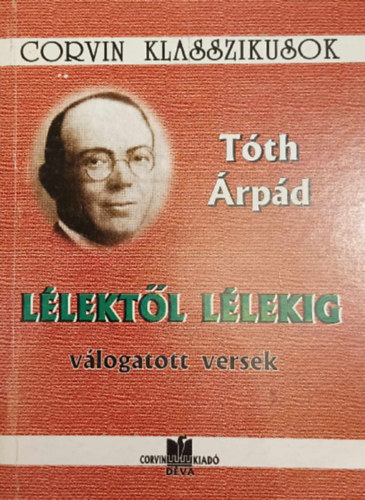 CORVIN KLASSZIKUSOK
Tóth
Árpád
LÉLEKTŐL LÉLEKIG
válogatott versek
CORVIN KIADÓ
DÉVA